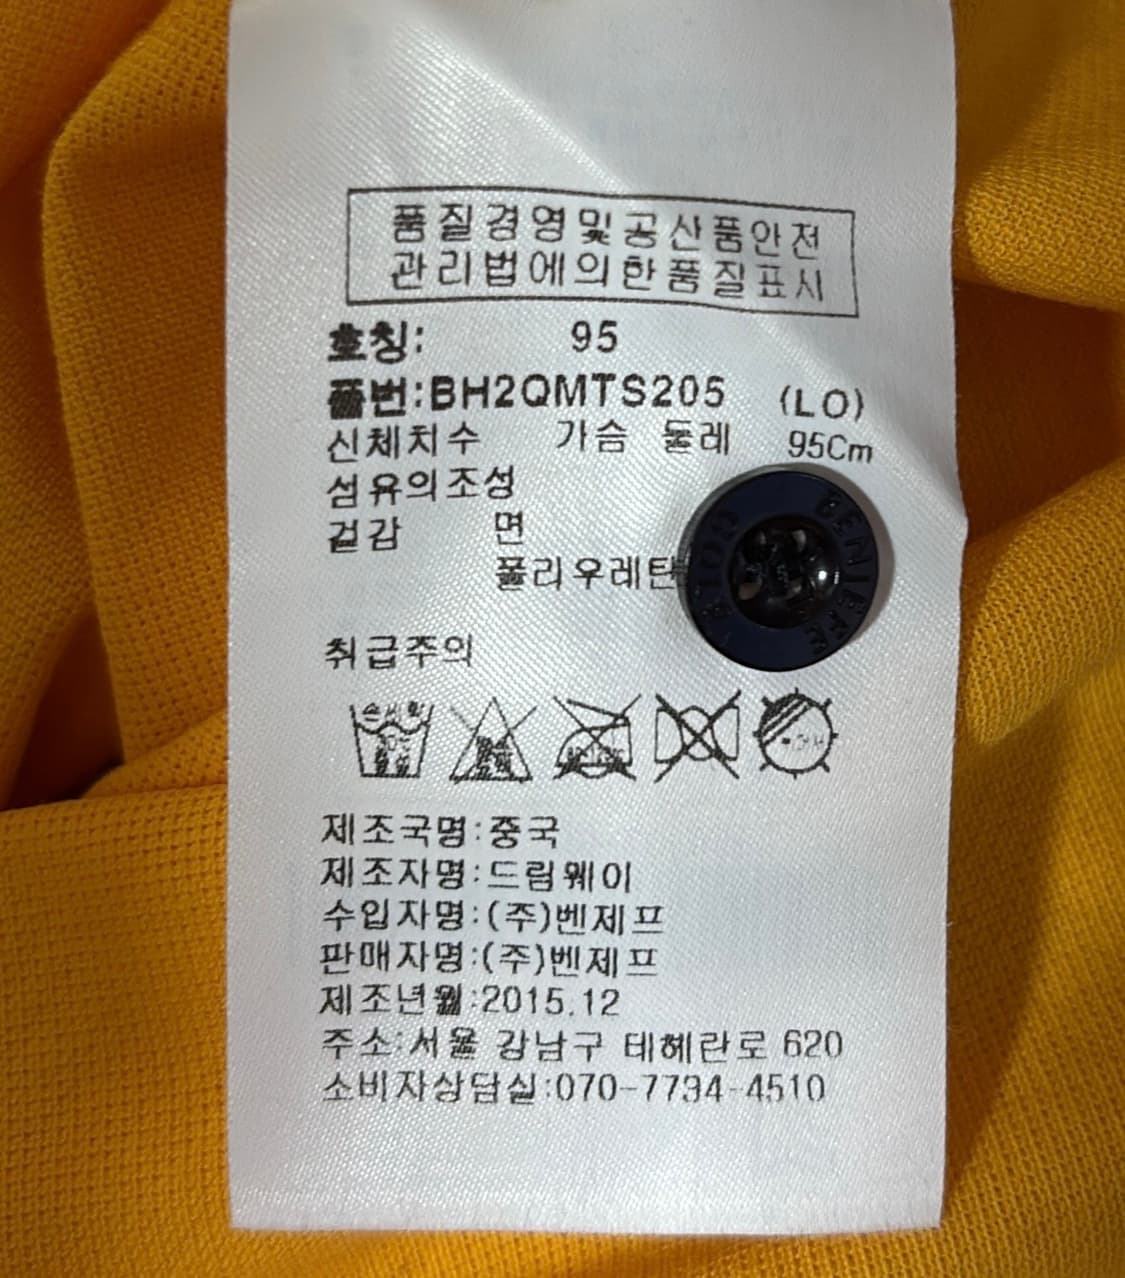 품질경영및공산품안전
관리법에의한품질표시
호칭: 95
품번:BH2QMTS205 (LO)
신체치수 가슴 둘레 95Cm
섬유의조성
겉감 면
폴리우레탄
BENJEFE
GOLF
취급주의
손세탁
제조국명:중국
제조자명:드림웨이
수입자명:(주)벤제프
판매자명:(주)벤제프
제조년월:2015.12
주소:서울 강남구 테헤란로 620
소비자상담실:070-7734-4510